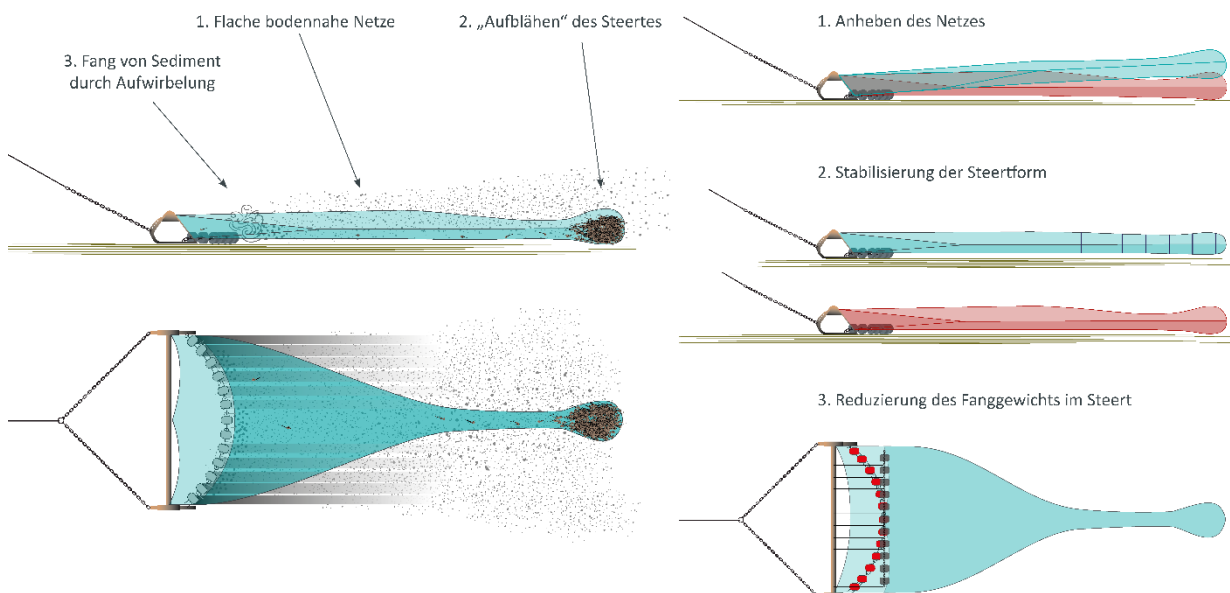 1. Flache bodennahe Netze
2. „Aufblähen“ des Steertes
3. Fang von Sediment
durch Aufwirbelung
1. Anheben des Netzes
2. Stabilisierung der Steertform
3. Reduzierung des Fanggewichts im Steert